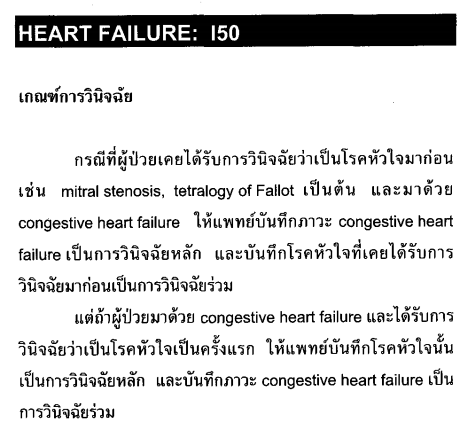 HEART FAILURE: I50
เกณฑ์การวินิจฉัย
กรณีที่ผู้ป่วยเคยได้รับการวินิจฉัยว่าเป็นโรคหัวใจมาก่อน
เช่น mitral stenosis, tetralogy of Fallot เป็นต้น และมาด้วย
congestive heart failure ให้แพทย์บันทึกภาวะ congestive heart
failure เป็นการวินิจฉัยหลัก และบันทึกโรคหัวใจที่เคยได้รับการ
วินิจฉัยมาก่อนเป็นการวินิจฉัยร่วม
แต่ถ้าผู้ป่วยมาด้วย congestive heart failure และได้รับการ
วินิจฉัยว่าเป็นโรคหัวใจเป็นครั้งแรก ให้แพทย์บันทึกโรคหัวใจนั้น
เป็นการวินิจฉัยหลัก และบันทึกภาวะ congestive heart failure เป็น
การวินิจฉัยร่วม